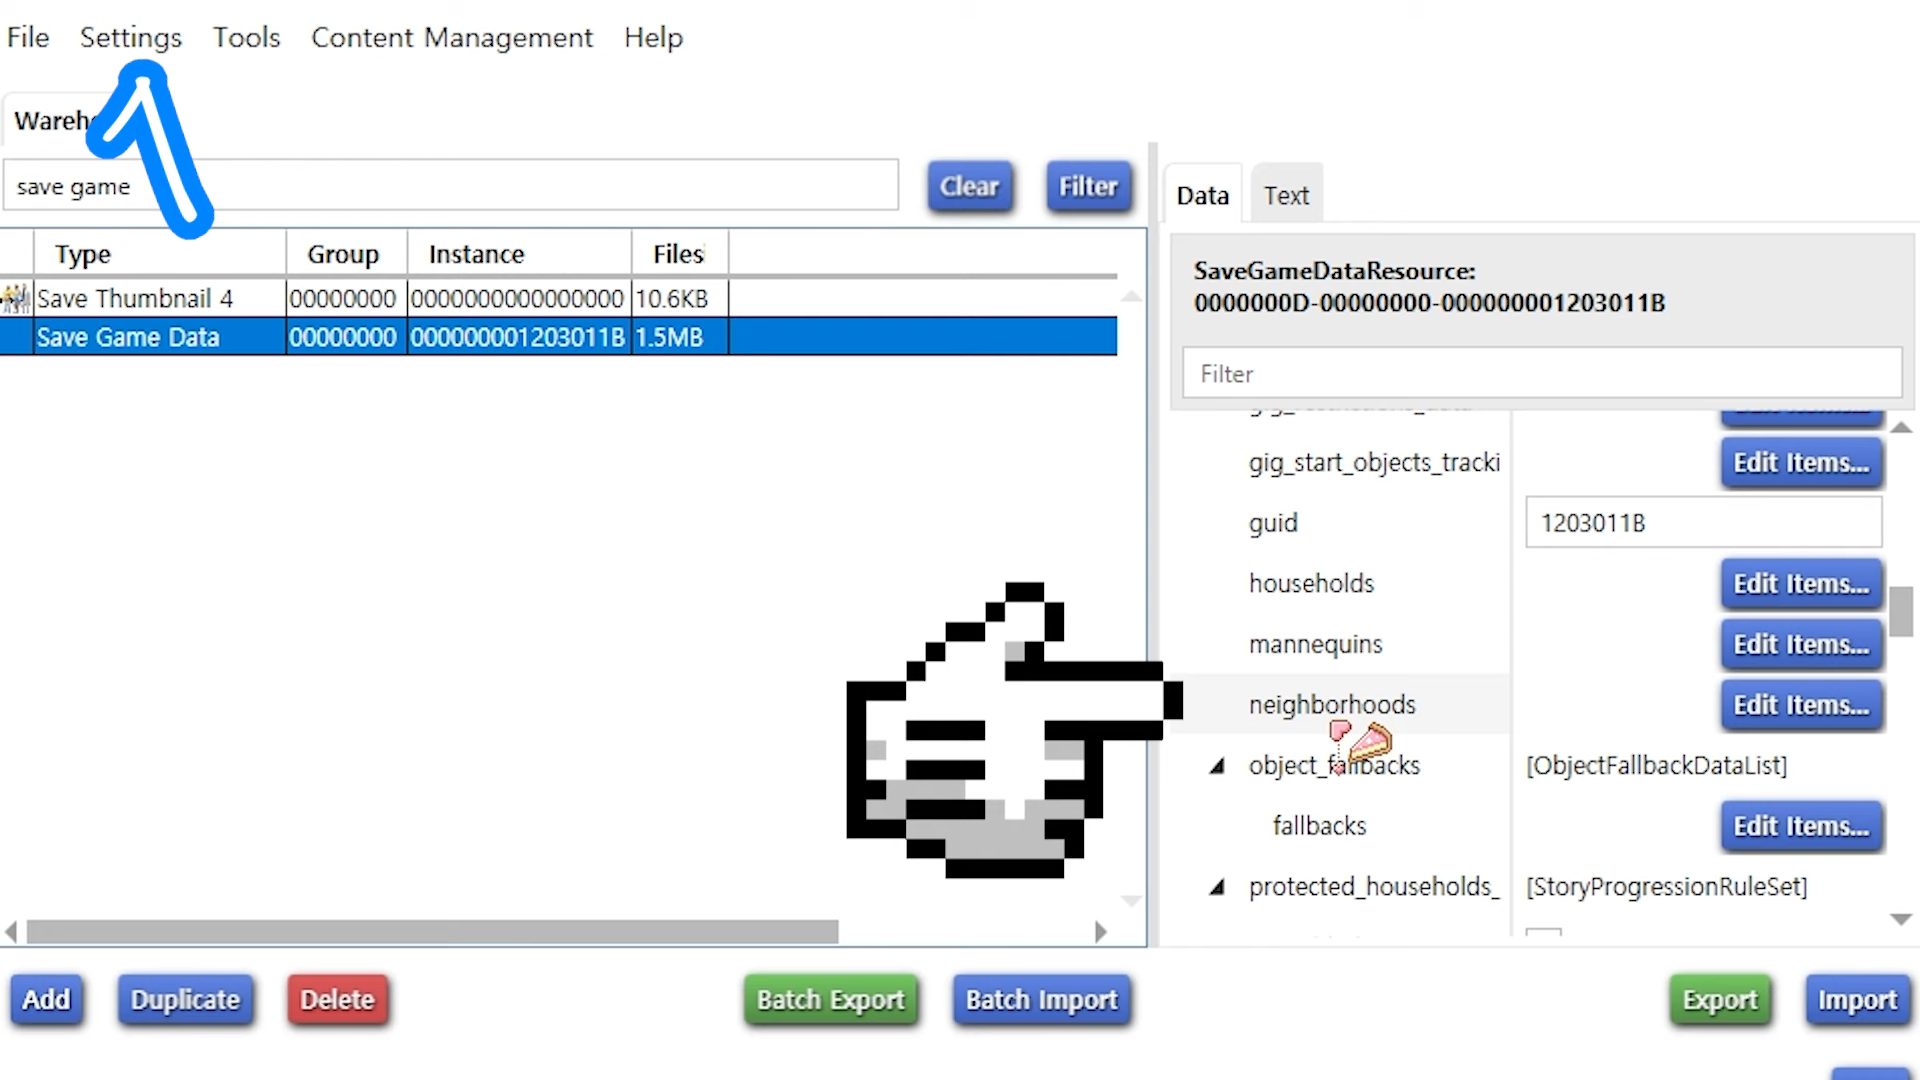 File Settings Tools Content Management Help
1
save game
Clear
Filter
Type Group Instance Files
Save Thumbnail 4 00000000 0000000000000000 10.6KB
Save Game Data 00000000 000000001203011B 1.5MB
Add
Duplicate
Delete
Batch Export
Batch Import
Data Text
SaveGameDataResource:
0000000D-00000000-000000001203011B
Filter
gig_start_objects_tracki Edit Items...
guid 1203011B
households Edit Items...
mannequins Edit Items...
neighborhoods Edit Items...
object_fallbacks [ObjectFallbackDataList]
fallbacks Edit Items...
protected_households_ [StoryProgressionRuleSet]
Export
Import